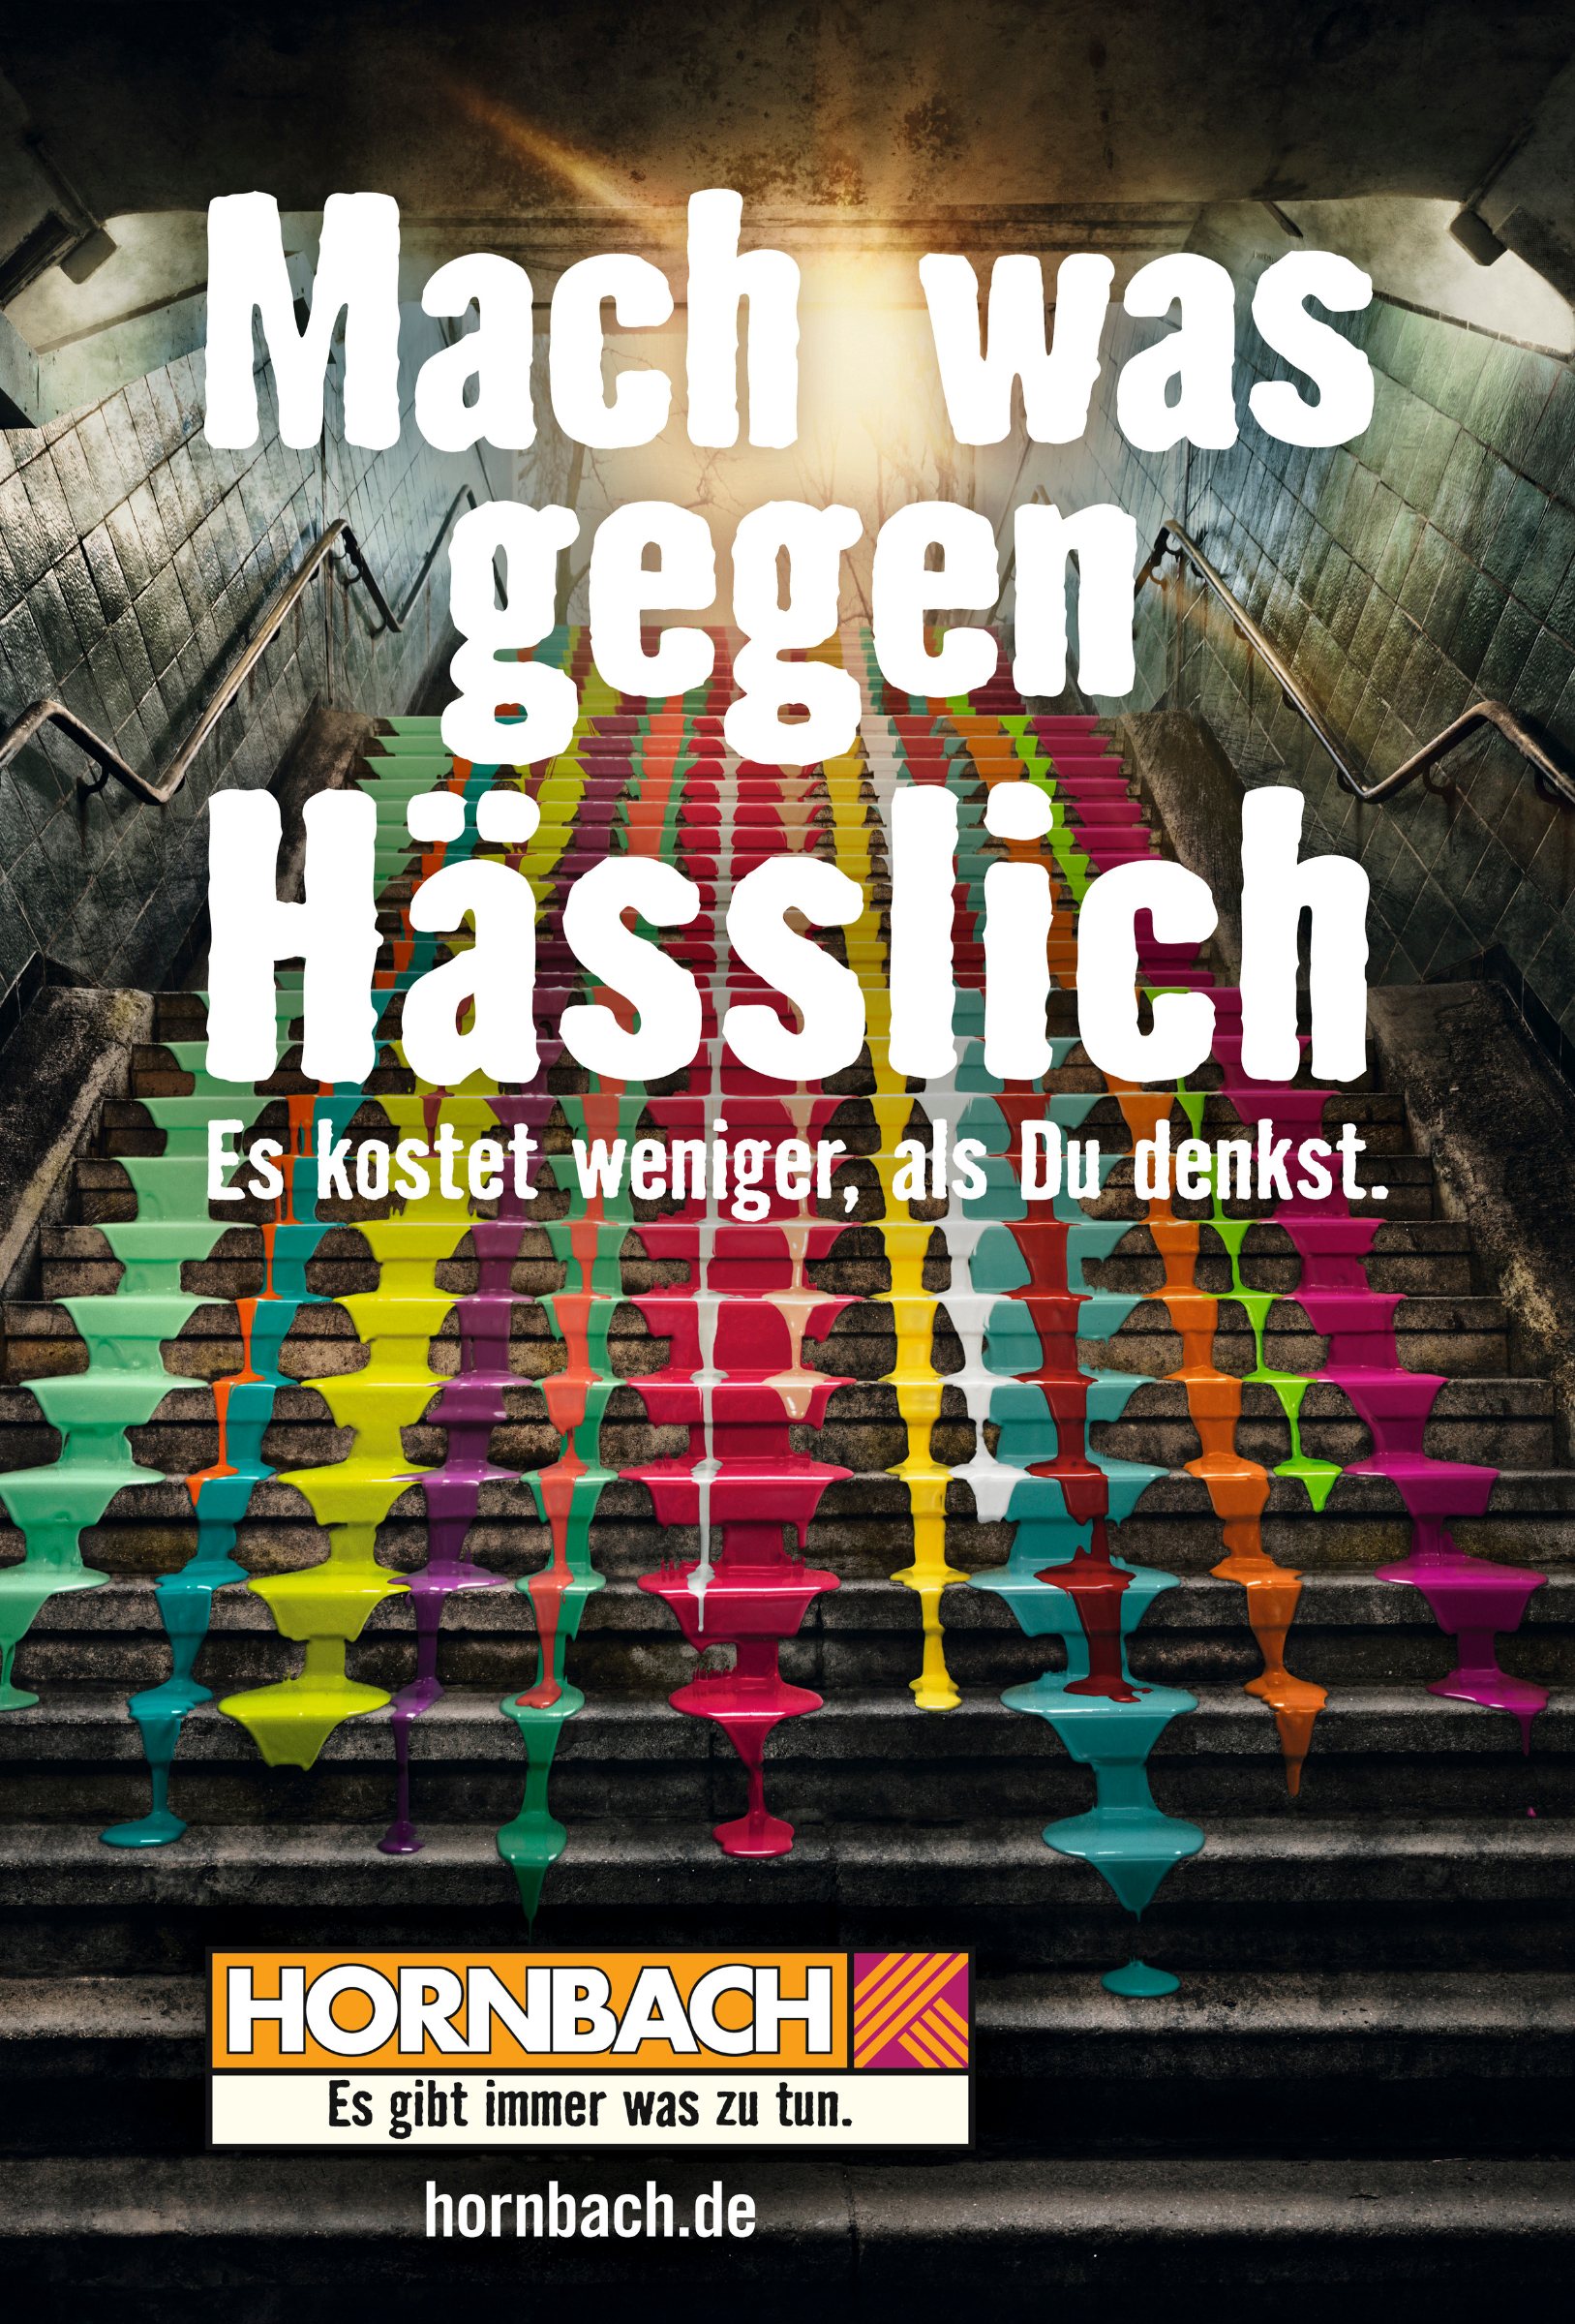 Mach was
gegen
Hässlich
Es kostet weniger, als Du denkst.
HORNBACH
Es gibt immer was zu tun.
hornbach.de